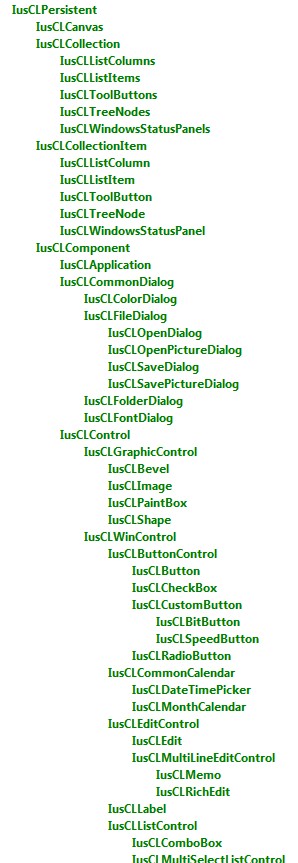 IusCLPersistent
IusCLCanvas
IusCLCollection
IusCLListColumns
IusCLListItems
IusCLToolButtons
IusCLTreeNodes
IusCLWindowsStatusPanels
IusCLCollectionItem
IusCLListColumn
IusCLListItem
IusCLToolButton
IusCLTreeNode
IusCLWindowsStatusPanel
IusCLComponent
IusCLApplication
IusCLCommonDialog
IusCLColorDialog
IusCLFileDialog
IusCLOpenDialog
IusCLOpenPictureDialog
IusCLSaveDialog
IusCLSavePictureDialog
IusCLFolderDialog
IusCLFontDialog
IusCLControl
IusCLGraphicControl
IusCLBevel
IusCLImage
IusCLPaintBox
IusCLShape
IusCLWinControl
IusCLButtonControl
IusCLButton
IusCLCheckBox
IusCLCustomButton
IusCLBitButton
IusCLSpeedButton
IusCLRadioButton
IusCLCommonCalendar
IusCLDateTimePicker
IusCLMonthCalendar
IusCLEditControl
IusCLEdit
IusCLMultiLineEditControl
IusCLMemo
IusCLRichEdit
IusCLLabel
IusCLListControl
IusCLComboBox
IusCLMultiSelectListControl